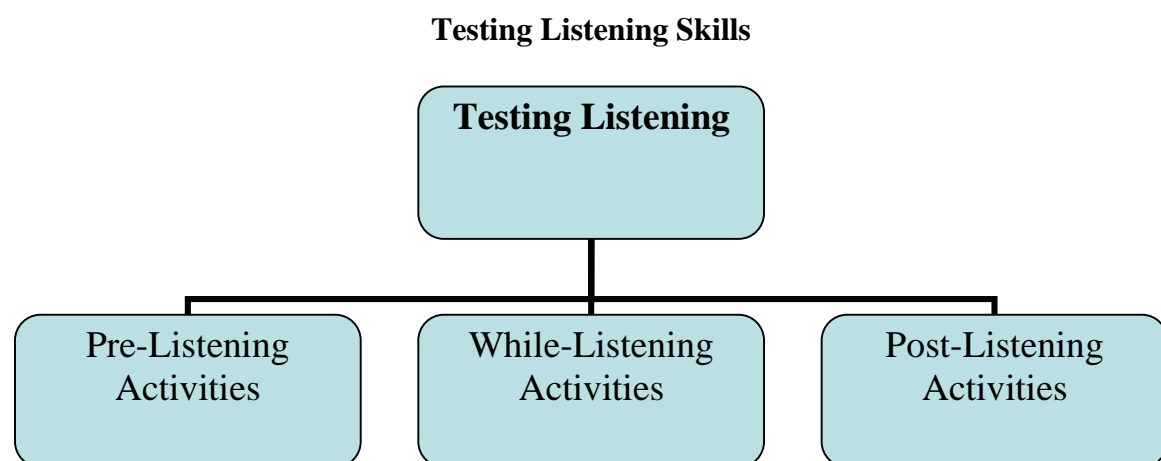 Testing Listening Skills
Testing Listening
Pre-Listening
Activities
While-Listening
Activities
Post-Listening
Activities